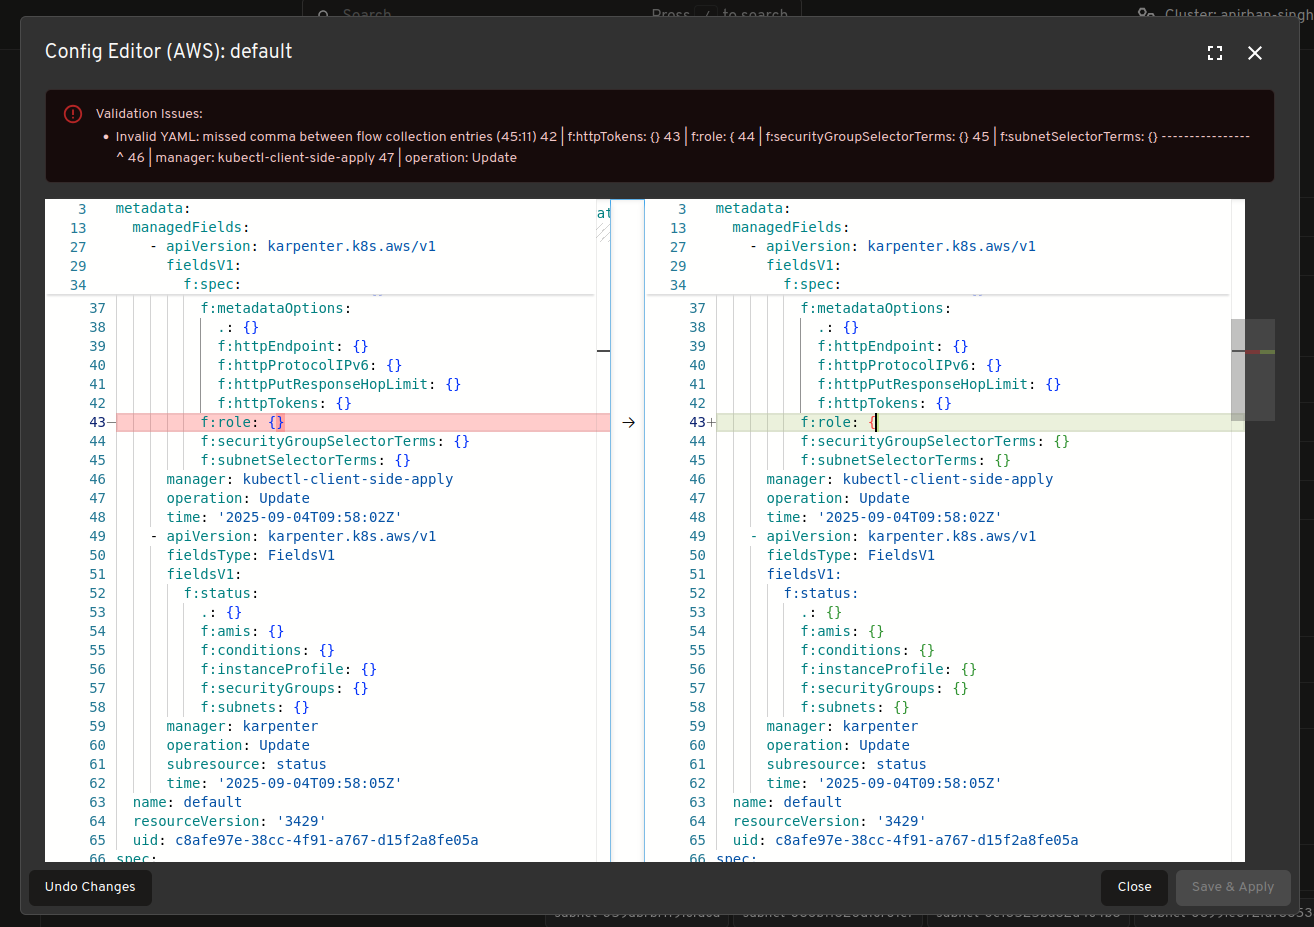 Search
Press / to search
Cluster: anirban-singh
Config Editor (AWS): default
Validation Issues:
• Invalid YAML: missed comma between flow collection entries (45:11) 42 | f:httpTokens: {} 43 | f:role: { 44 | f:securityGroupSelectorTerms: {} 45 | f:subnetSelectorTerms: {} ----------------
^ 46 | manager: kubectl-client-side-apply 47 | operation: Update
3 metadata:
13 managedFields:
27 - apiVersion: karpenter.k8s.aws/v1
29 fieldsV1:
34 f:spec:
37 f:metadataOptions:
38 .: {}
39 f:httpEndpoint: {}
40 f:httpProtocolIPv6: {}
41 f:httpPutResponseHopLimit: {}
42 f:httpTokens: {}
43 − f:role: {}
44 f:securityGroupSelectorTerms: {}
45 f:subnetSelectorTerms: {}
46 manager: kubectl-client-side-apply
47 operation: Update
48 time: '2025-09-04T09:58:02Z'
49 - apiVersion: karpenter.k8s.aws/v1
50 fieldsType: FieldsV1
51 fieldsV1:
52 f:status:
53 .: {}
54 f:amis: {}
55 f:conditions: {}
56 f:instanceProfile: {}
57 f:securityGroups: {}
58 f:subnets: {}
59 manager: karpenter
60 operation: Update
61 subresource: status
62 time: '2025-09-04T09:58:05Z'
63 name: default
64 resourceVersion: '3429'
65 uid: c8afe97e-38cc-4f91-a767-d15f2a8fe05a
66 spec:
at
→
3 metadata:
13 managedFields:
27 - apiVersion: karpenter.k8s.aws/v1
29 fieldsV1:
34 f:spec:
37 f:metadataOptions:
38 .: {}
39 f:httpEndpoint: {}
40 f:httpProtocolIPv6: {}
41 f:httpPutResponseHopLimit: {}
42 f:httpTokens: {}
43 + f:role: {
44 f:securityGroupSelectorTerms: {}
45 f:subnetSelectorTerms: {}
46 manager: kubectl-client-side-apply
47 operation: Update
48 time: '2025-09-04T09:58:02Z'
49 - apiVersion: karpenter.k8s.aws/v1
50 fieldsType: FieldsV1
51 fieldsV1:
52 f:status:
53 .: {}
54 f:amis: {}
55 f:conditions: {}
56 f:instanceProfile: {}
57 f:securityGroups: {}
58 f:subnets: {}
59 manager: karpenter
60 operation: Update
61 subresource: status
62 time: '2025-09-04T09:58:05Z'
63 name: default
64 resourceVersion: '3429'
65 uid: c8afe97e-38cc-4f91-a767-d15f2a8fe05a
66 spec:
Undo Changes
Close
Save & Apply